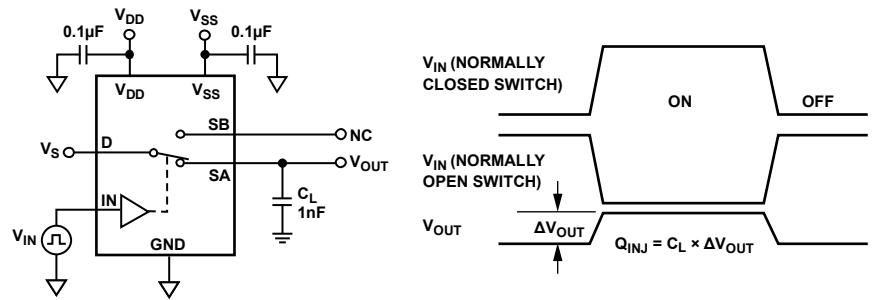 VDD
VSS
0.1µF
0.1µF
VDD
VSS
SB
NC
VS
D
SA
VOUT
IN
CL
1nF
VIN
GND
VIN (NORMALLY
CLOSED SWITCH)
ON
OFF
VIN (NORMALLY
OPEN SWITCH)
VOUT
ΔVOUT
QINJ = CL × ΔVOUT